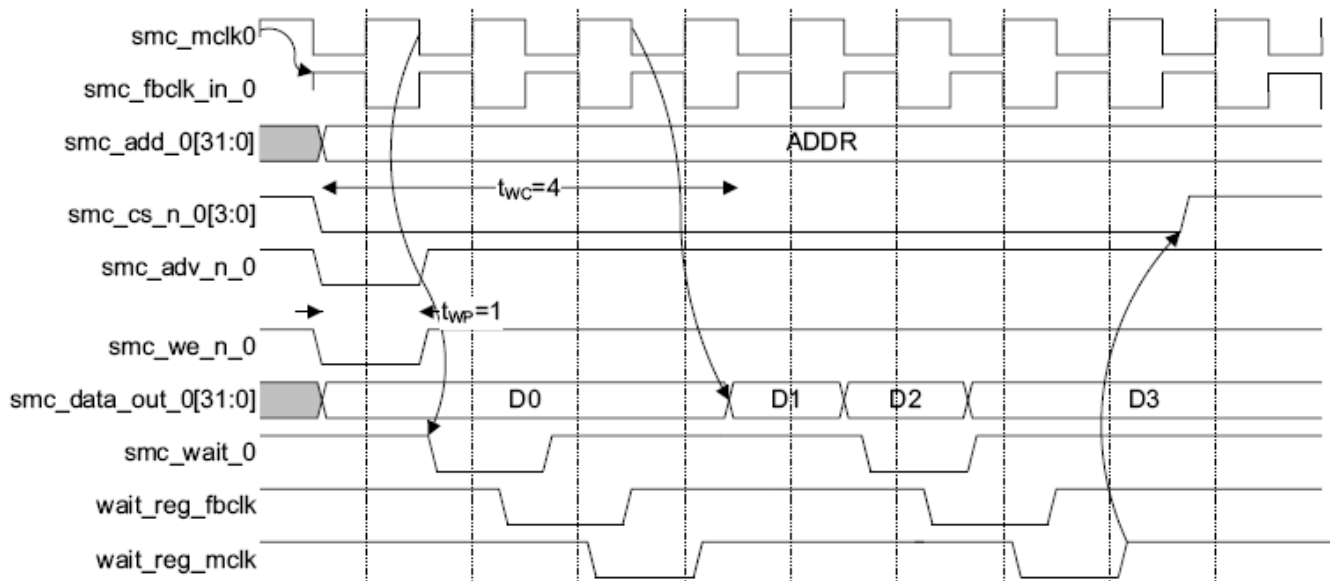 smc_mclk0
smc_fbclk_in_0
smc_add_0[31:0] ADDR
tWC=4
smc_cs_n_0[3:0]
smc_adv_n_0
tWP=1
smc_we_n_0
smc_data_out_0[31:0] D0 D1 D2 D3
smc_wait_0
wait_reg_fbclk
wait_reg_mclk